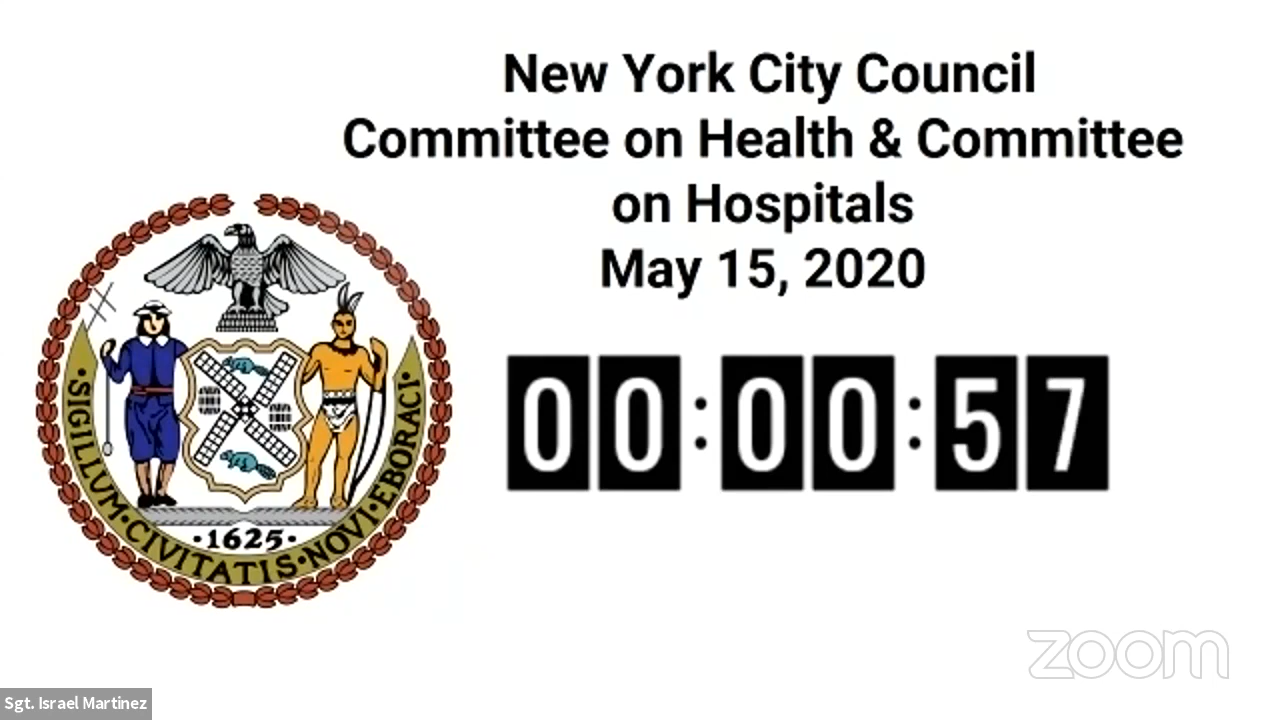 New York City Council
Committee on Health & Committee
on Hospitals
May 15, 2020
00:00:57
SIGILLUM·CIVITATIS·NOVI·EBORACI
·1625·
zoom
Sgt. Israel Martinez